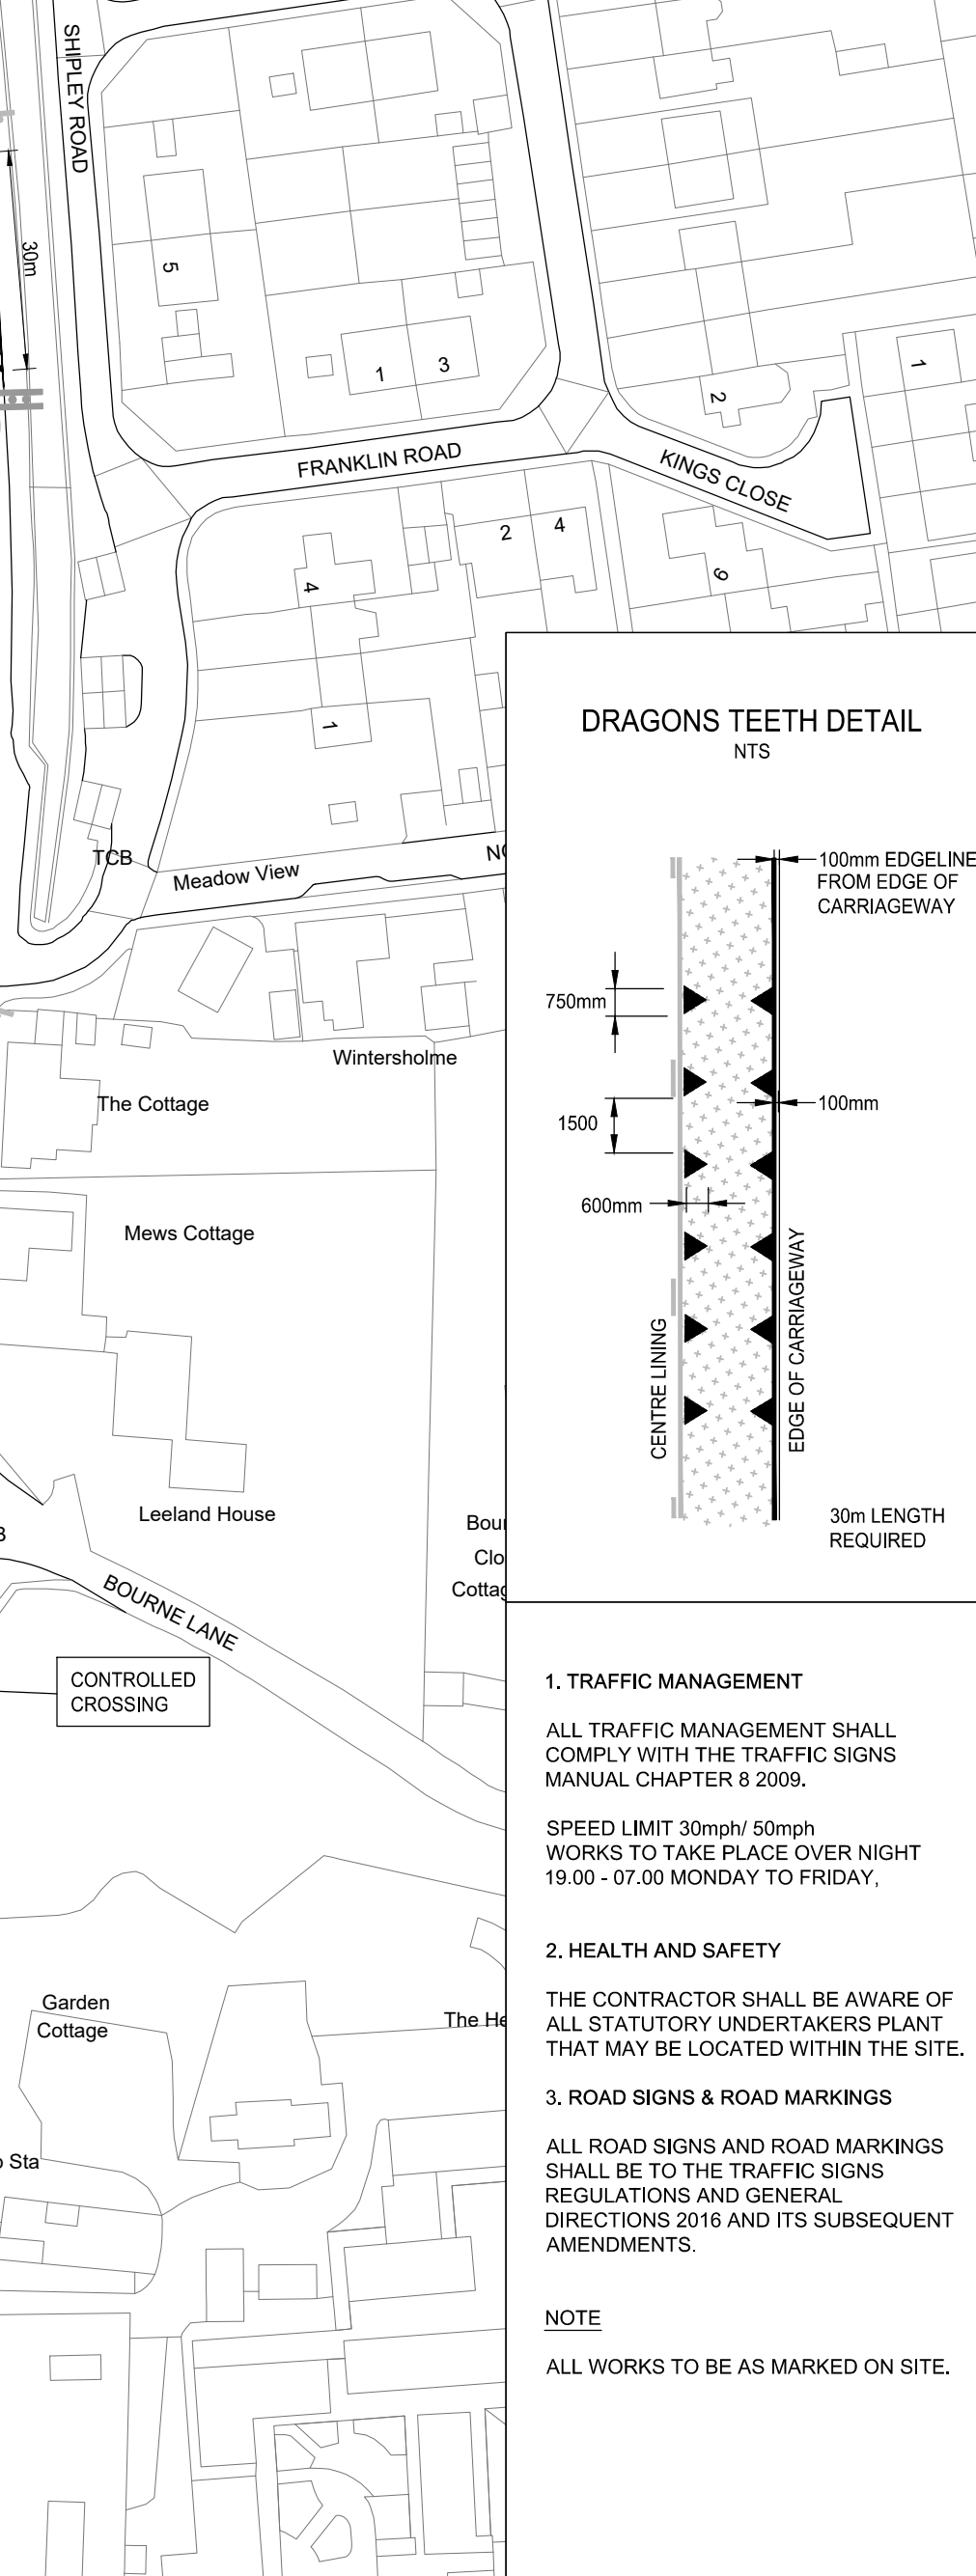 SHIPLEY ROAD
30m
5
1
3
2
1
FRANKLIN ROAD
KINGS CLOSE
2
4
4
9
1
DRAGONS TEETH DETAIL
NTS
TCB
Meadow View
100mm EDGELINE
FROM EDGE OF
CARRIAGEWAY
750mm
Wintersholme
The Cottage
100mm
1500
600mm
Mews Cottage
CENTRE LINING
EDGE OF CARRIAGEWAY
Leeland House
30m LENGTH
REQUIRED
BOURNE LANE
CONTROLLED
CROSSING
1. TRAFFIC MANAGEMENT
ALL TRAFFIC MANAGEMENT SHALL
COMPLY WITH THE TRAFFIC SIGNS
MANUAL CHAPTER 8 2009.
SPEED LIMIT 30mph/ 50mph
WORKS TO TAKE PLACE OVER NIGHT
19.00 - 07.00 MONDAY TO FRIDAY,
2. HEALTH AND SAFETY
THE CONTRACTOR SHALL BE AWARE OF
ALL STATUTORY UNDERTAKERS PLANT
THAT MAY BE LOCATED WITHIN THE SITE.
Garden
Cottage
The
3. ROAD SIGNS & ROAD MARKINGS
ALL ROAD SIGNS AND ROAD MARKINGS
SHALL BE TO THE TRAFFIC SIGNS
REGULATIONS AND GENERAL
DIRECTIONS 2016 AND ITS SUBSEQUENT
AMENDMENTS.
Sta
NOTE
ALL WORKS TO BE AS MARKED ON SITE.